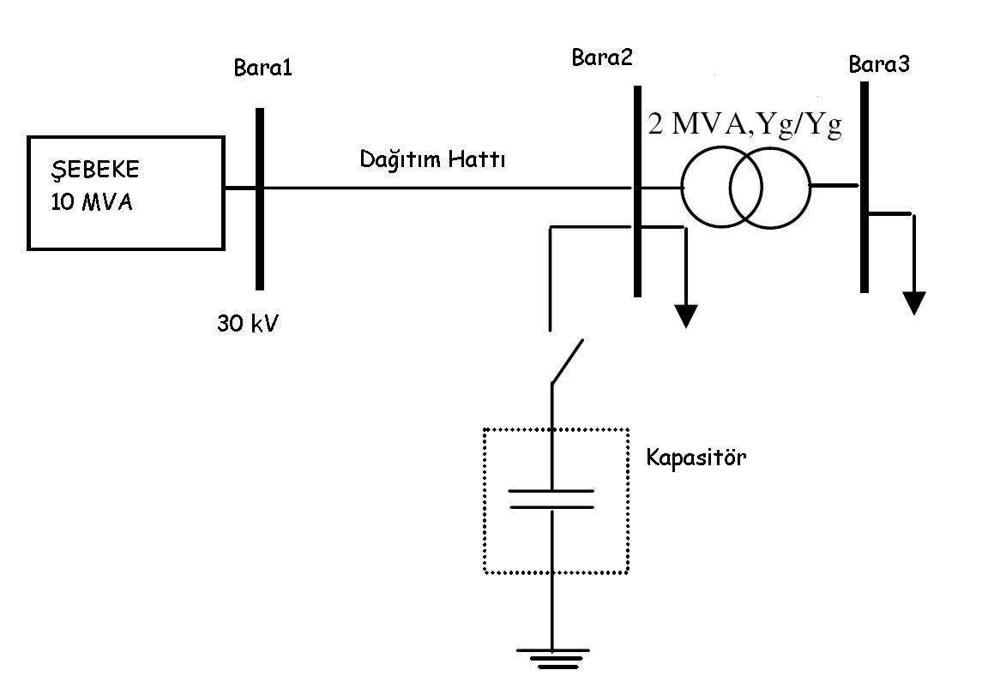 Bara1
Bara2
Bara3
2 MVA,Yg/Yg
Dağıtım Hattı
ŞEBEKE
10 MVA
30 kV
Kapasitör